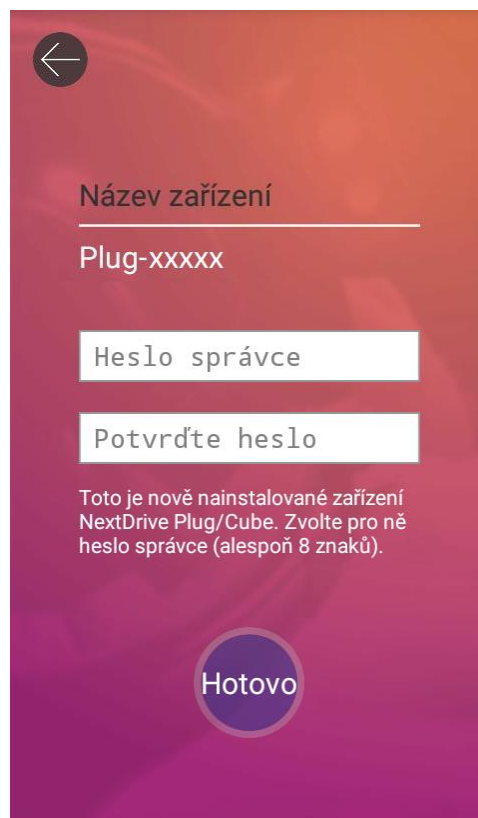 Název zařízení
Plug-xxxxx
Heslo správce
Potvrďte heslo
Toto je nově nainstalované zařízení
NextDrive Plug/Cube. Zvolte pro ně
heslo správce (alespoň 8 znaků).
Hotovo